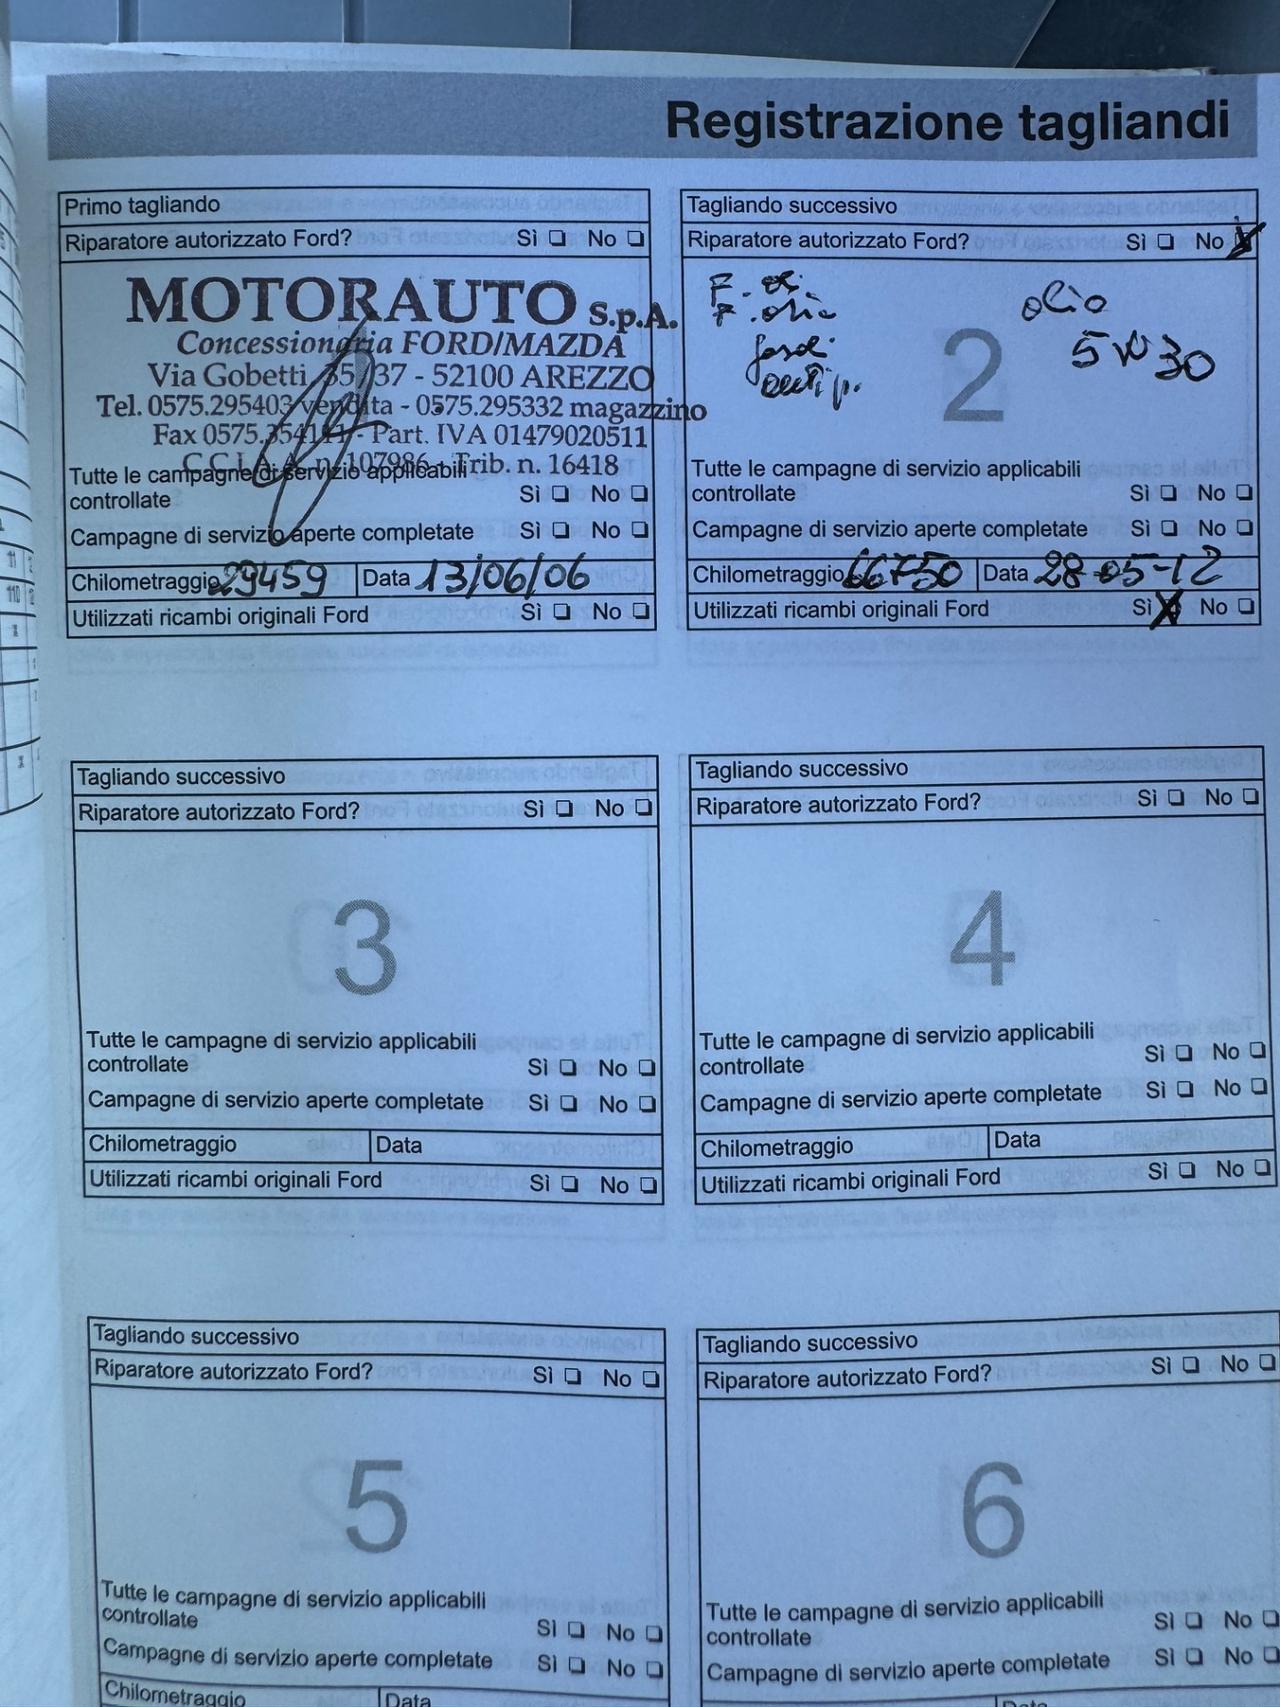 Registrazione tagliandi
Primo tagliando
Riparatore autorizzato Ford? Sì ❏ No ❏
MOTORAUTO s.p.A.
Concessionaria FORD/MAZDA
Via Gobetti, 35/37 - 52100 AREZZO
Tel. 0575.295403 vendita - 0575.295332 magazzino
Fax 0575.354111 - Part. IVA 01479020511
C.C.I.A.A. n. 107986 - Trib. n. 16418
Tutte le campagne di servizio applicabili
controllate Sì ❏ No ❏
Campagne di servizio aperte completate Sì ❏ No ❏
Chilometraggio 29459 Data 13/06/06
Utilizzati ricambi originali Ford Sì ❏ No ❏
Tagliando successivo
Riparatore autorizzato Ford? Sì ❏ No ❏
F. olio olio
5W30
2
Tutte le campagne di servizio applicabili
controllate Sì ❏ No ❏
Campagne di servizio aperte completate Sì ❏ No ❏
Chilometraggio 66750 Data 28-05-12
Utilizzati ricambi originali Ford Sì ❏ No ❏
Tagliando successivo
Riparatore autorizzato Ford? Sì ❏ No ❏
3
Tutte le campagne di servizio applicabili
controllate Sì ❏ No ❏
Campagne di servizio aperte completate Sì ❏ No ❏
Chilometraggio Data
Utilizzati ricambi originali Ford Sì ❏ No ❏
Tagliando successivo
Riparatore autorizzato Ford? Sì ❏ No ❏
4
Tutte le campagne di servizio applicabili
controllate Sì ❏ No ❏
Campagne di servizio aperte completate Sì ❏ No ❏
Chilometraggio Data
Utilizzati ricambi originali Ford Sì ❏ No ❏
Tagliando successivo
Riparatore autorizzato Ford? Sì ❏ No ❏
5
Tutte le campagne di servizio applicabili
controllate Sì ❏ No ❏
Campagne di servizio aperte completate Sì ❏ No ❏
Chilometraggio Data
Tagliando successivo
Riparatore autorizzato Ford? Sì ❏ No ❏
6
Tutte le campagne di servizio applicabili
controllate Sì ❏ No ❏
Campagne di servizio aperte completate Sì ❏ No ❏
Data